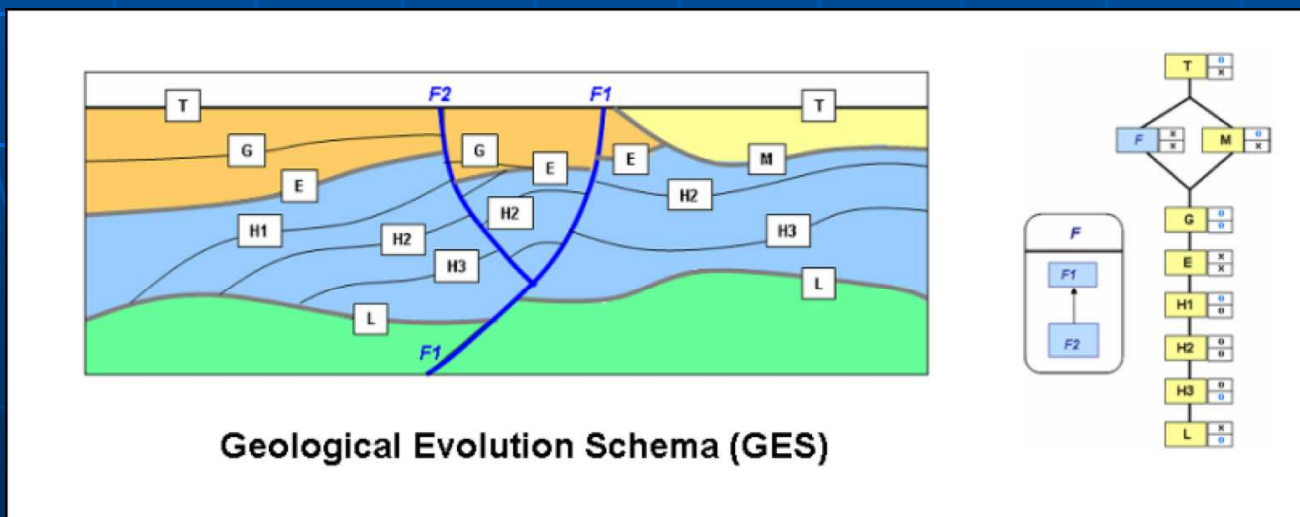 F2 F1
T T
G G E E M
E H2 H2
H1 H2 H3
H3 L
L
F1
Geological Evolution Schema (GES)
F
F1
F2
T o x
F x x M o x
G o o
E x x
H1 o o
H2 o o
H3 o o
L x o